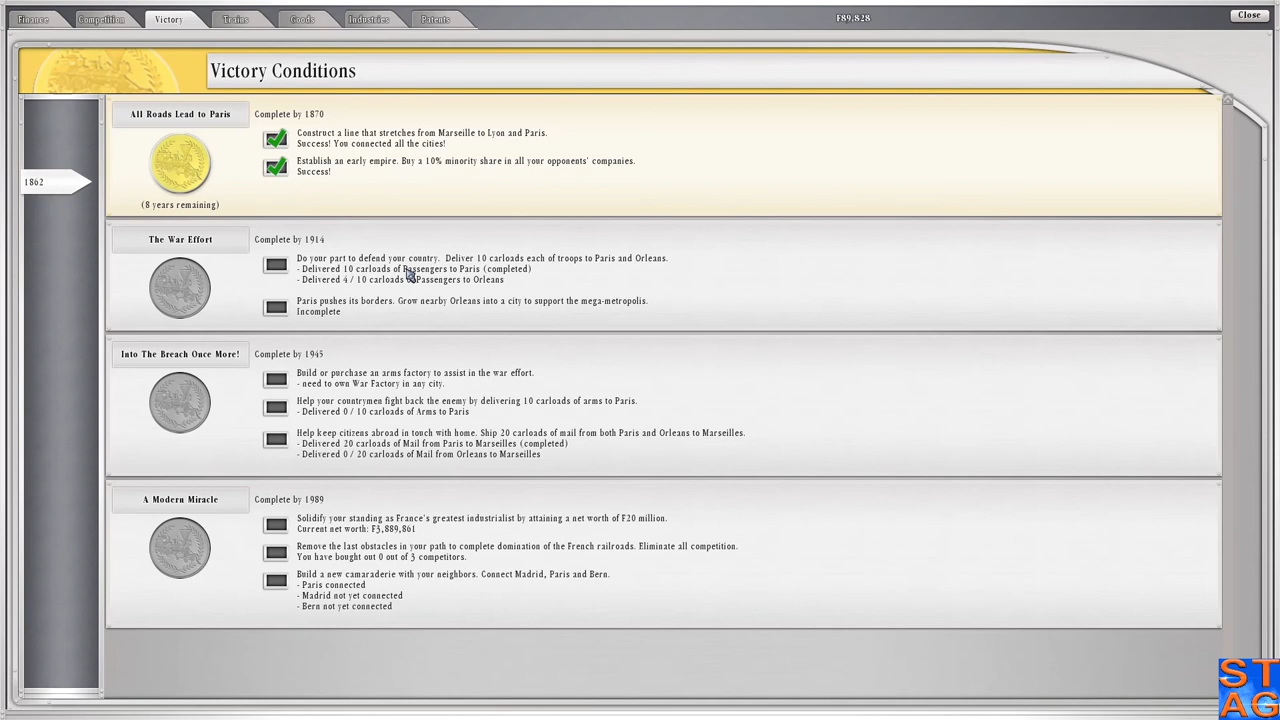 Finance
Competition
Victory
Trains
Goods
Industries
Patents
F89,828
Close
Victory Conditions
1862
All Roads Lead to Paris
Complete by 1870
Construct a line that stretches from Marseille to Lyon and Paris.
Success! You connected all the cities!
Establish an early empire. Buy a 10% minority share in all your opponents' companies.
Success!
(8 years remaining)
The War Effort
Complete by 1914
Do your part to defend your country. Deliver 10 carloads each of troops to Paris and Orleans.
- Delivered 10 carloads of Passengers to Paris (completed)
- Delivered 4 / 10 carloads of Passengers to Orleans
Paris pushes its borders. Grow nearby Orleans into a city to support the mega-metropolis.
Incomplete
Into The Breach Once More!
Complete by 1945
Build or purchase an arms factory to assist in the war effort.
- need to own War Factory in any city.
Help your countrymen fight back the enemy by delivering 10 carloads of arms to Paris.
- Delivered 0 / 10 carloads of Arms to Paris
Help keep citizens abroad in touch with home. Ship 20 carloads of mail from both Paris and Orleans to Marseilles.
- Delivered 20 carloads of Mail from Paris to Marseilles (completed)
- Delivered 0 / 20 carloads of Mail from Orleans to Marseilles
A Modern Miracle
Complete by 1989
Solidify your standing as France's greatest industrialist by attaining a net worth of F20 million.
Current net worth: F3,889,861
Remove the last obstacles in your path to complete domination of the French railroads. Eliminate all competition.
You have bought out 0 out of 3 competitors.
Build a new camaraderie with your neighbors. Connect Madrid, Paris and Bern.
- Paris connected
- Madrid not yet connected
- Bern not yet connected
ST
AG